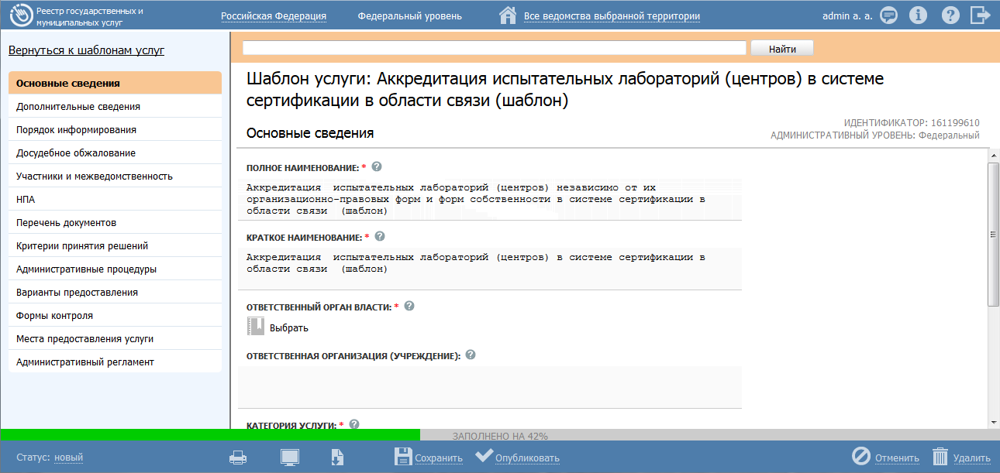 Реестр государственных и
муниципальных услуг
Российская Федерация
Федеральный уровень
Все ведомства выбранной территории
admin a. a.
Вернуться к шаблонам услуг
Найти
Основные сведения
Дополнительные сведения
Порядок информирования
Досудебное обжалование
Участники и межведомственность
НПА
Перечень документов
Критерии принятия решений
Административные процедуры
Варианты предоставления
Формы контроля
Места предоставления услуги
Административный регламент
Шаблон услуги: Аккредитация испытательных лабораторий (центров) в системе
сертификации в области связи (шаблон)
Основные сведения
ИДЕНТИФИКАТОР: 161199610
АДМИНИСТРАТИВНЫЙ УРОВЕНЬ: Федеральный
ПОЛНОЕ НАИМЕНОВАНИЕ: * ?
Аккредитация испытательных лабораторий (центров) независимо от их
организационно-правовых форм и форм собственности в системе сертификации в
области связи (шаблон)
КРАТКОЕ НАИМЕНОВАНИЕ: * ?
Аккредитация испытательных лабораторий (центров) в системе сертификации в
области связи (шаблон)
ОТВЕТСТВЕННЫЙ ОРГАН ВЛАСТИ: * ?
Выбрать
ОТВЕТСТВЕННАЯ ОРГАНИЗАЦИЯ (УЧРЕЖДЕНИЕ): ?
КАТЕГОРИЯ УСЛУГИ: * ?
ЗАПОЛНЕНО НА 42%
Статус: новый
Сохранить
Опубликовать
Отменить
Удалить